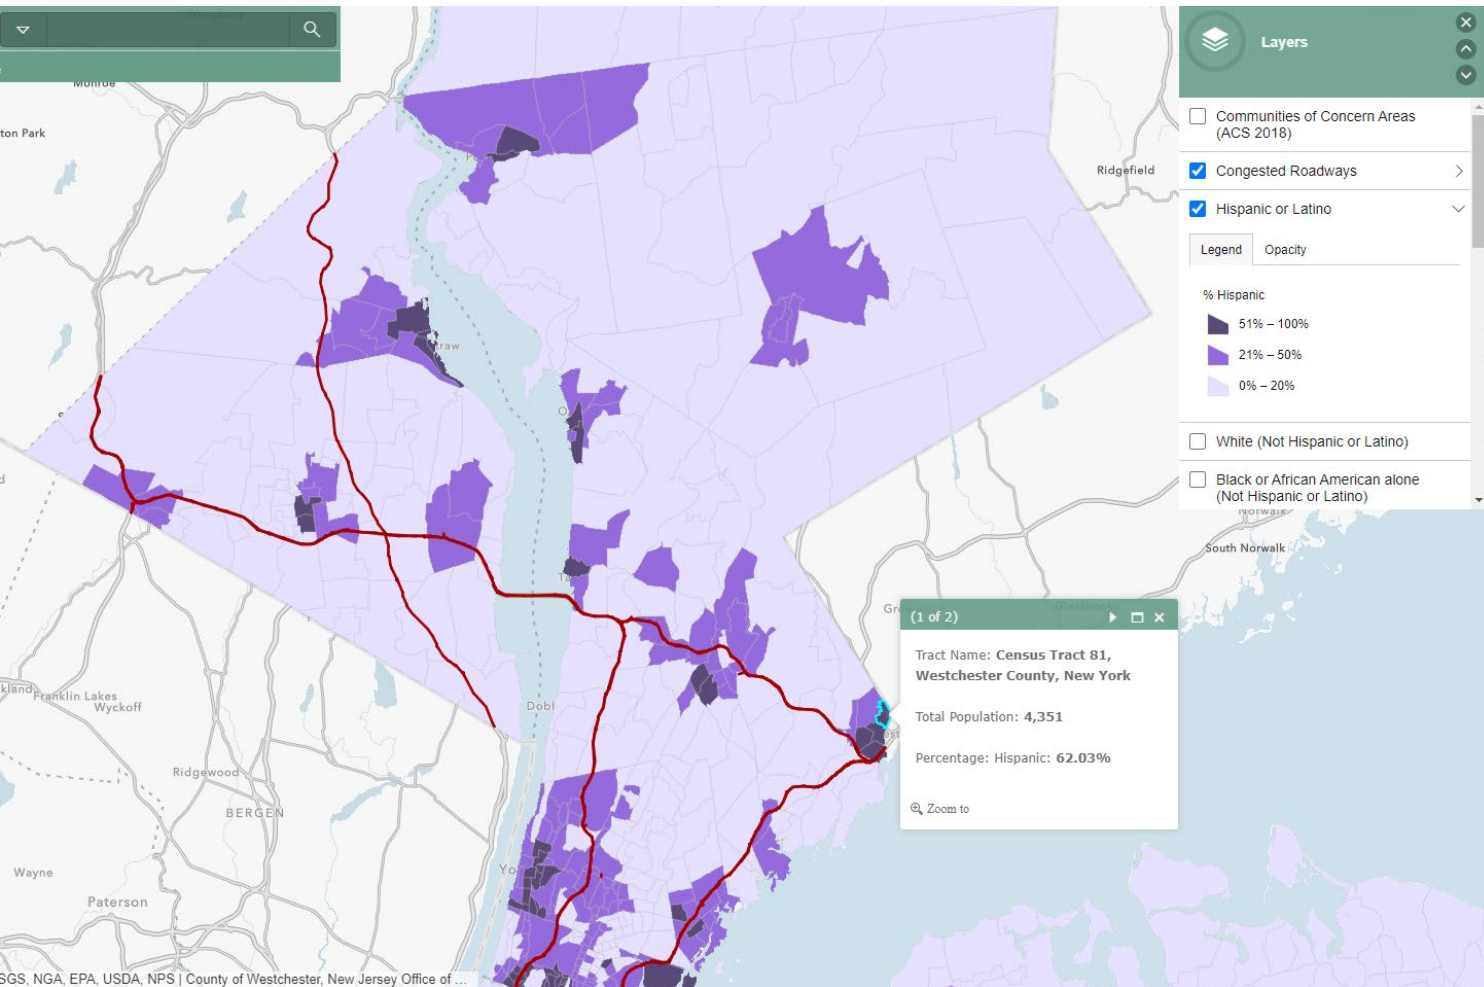 Layers
Communities of Concern Areas
(ACS 2018)
Congested Roadways
Hispanic or Latino
Legend
Opacity
% Hispanic
51% – 100%
21% – 50%
0% – 20%
White (Not Hispanic or Latino)
Black or African American alone
(Not Hispanic or Latino)
Monroe
ton Park
Ridgefield
traw
Norwalk
South Norwalk
(1 of 2)
Tract Name: Census Tract 81,
Westchester County, New York
Total Population: 4,351
Percentage: Hispanic: 62.03%
Zoom to
kland
Franklin Lakes
Wyckoff
Dobl
Ridgewood
BERGEN
Yo
Wayne
Paterson
SGS, NGA, EPA, USDA, NPS | County of Westchester, New Jersey Office of ...